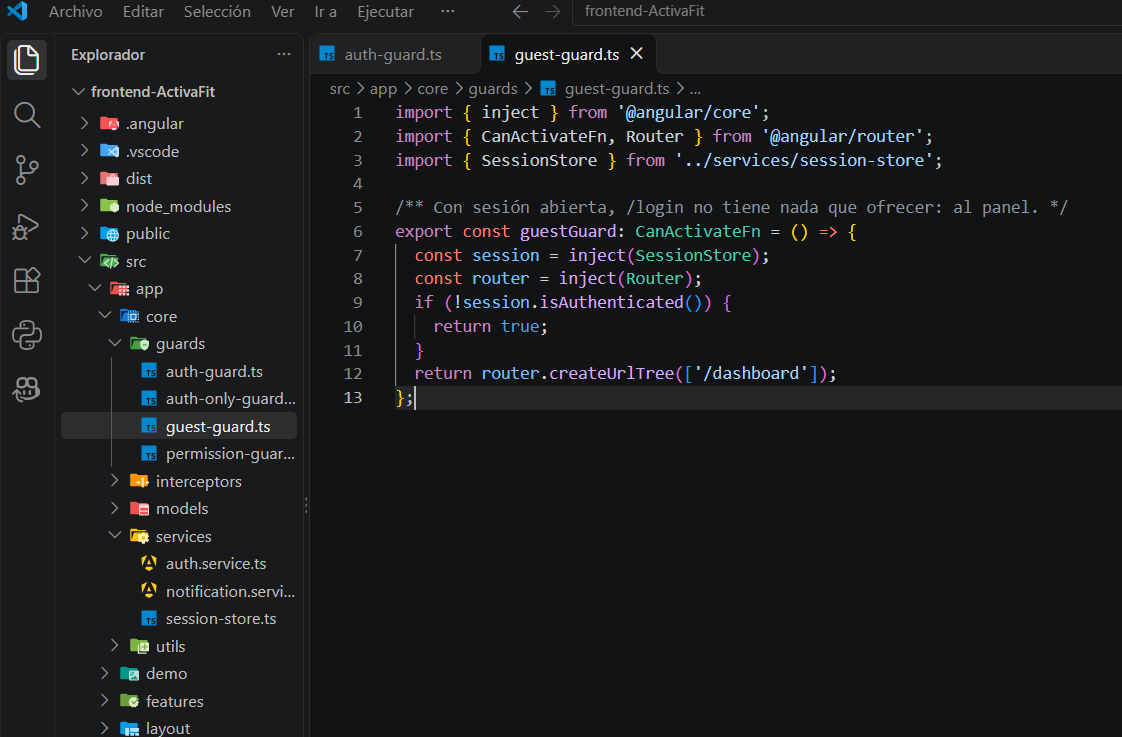 Archivo Editar Selección Ver Ir a Ejecutar ··· frontend-ActivaFit
Explorador ···
frontend-ActivaFit
.angular
.vscode
dist
node_modules
public
src
app
core
guards
auth-guard.ts
auth-only-guard...
guest-guard.ts
permission-guar...
interceptors
models
services
auth.service.ts
notification.servi...
session-store.ts
utils
demo
features
layout
auth-guard.ts guest-guard.ts
src > app > core > guards > guest-guard.ts > ...
1 import { inject } from '@angular/core';
2 import { CanActivateFn, Router } from '@angular/router';
3 import { SessionStore } from '../services/session-store';
4
5 /** Con sesión abierta, /login no tiene nada que ofrecer: al panel. */
6 export const guestGuard: CanActivateFn = () => {
7   const session = inject(SessionStore);
8   const router = inject(Router);
9   if (!session.isAuthenticated()) {
10     return true;
11   }
12   return router.createUrlTree(['/dashboard']);
13 };